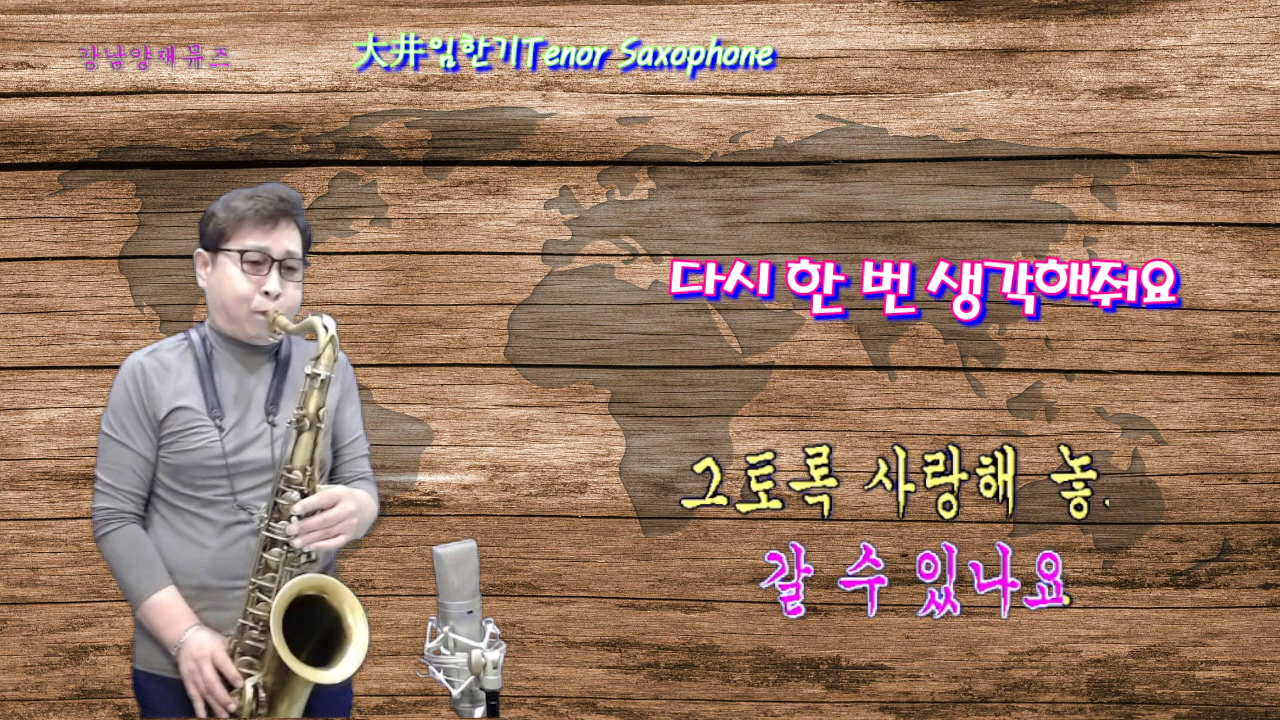 강남양재뮤즈
大井임한기Tenor Saxophone
다시 한 번 생각해줘요
그토록 사랑해 놓
갈 수 있나요